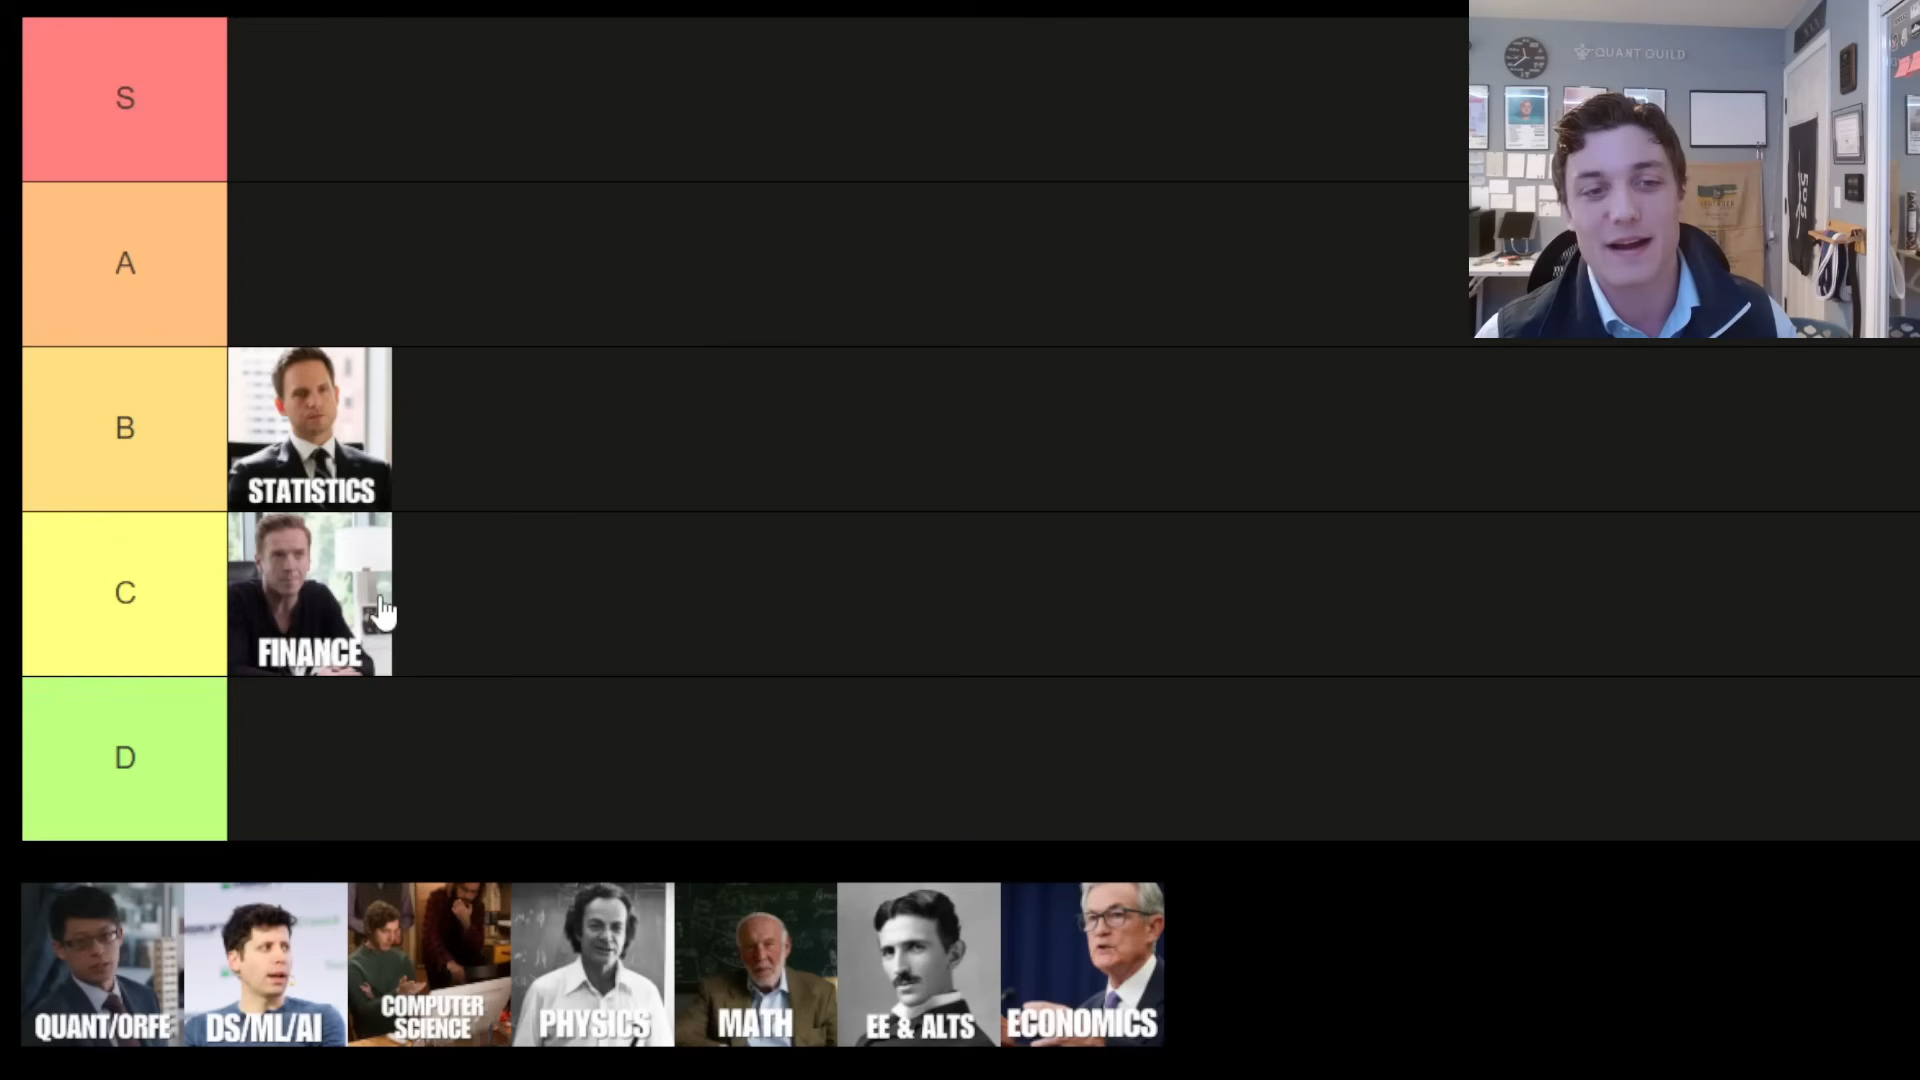 S
QUANT GUILD
A
B
STATISTICS
C
FINANCE
D
QUANT/ORFE
DS/ML/AI
COMPUTER
SCIENCE
PHYSICS
MATH
EE & ALTS
ECONOMICS